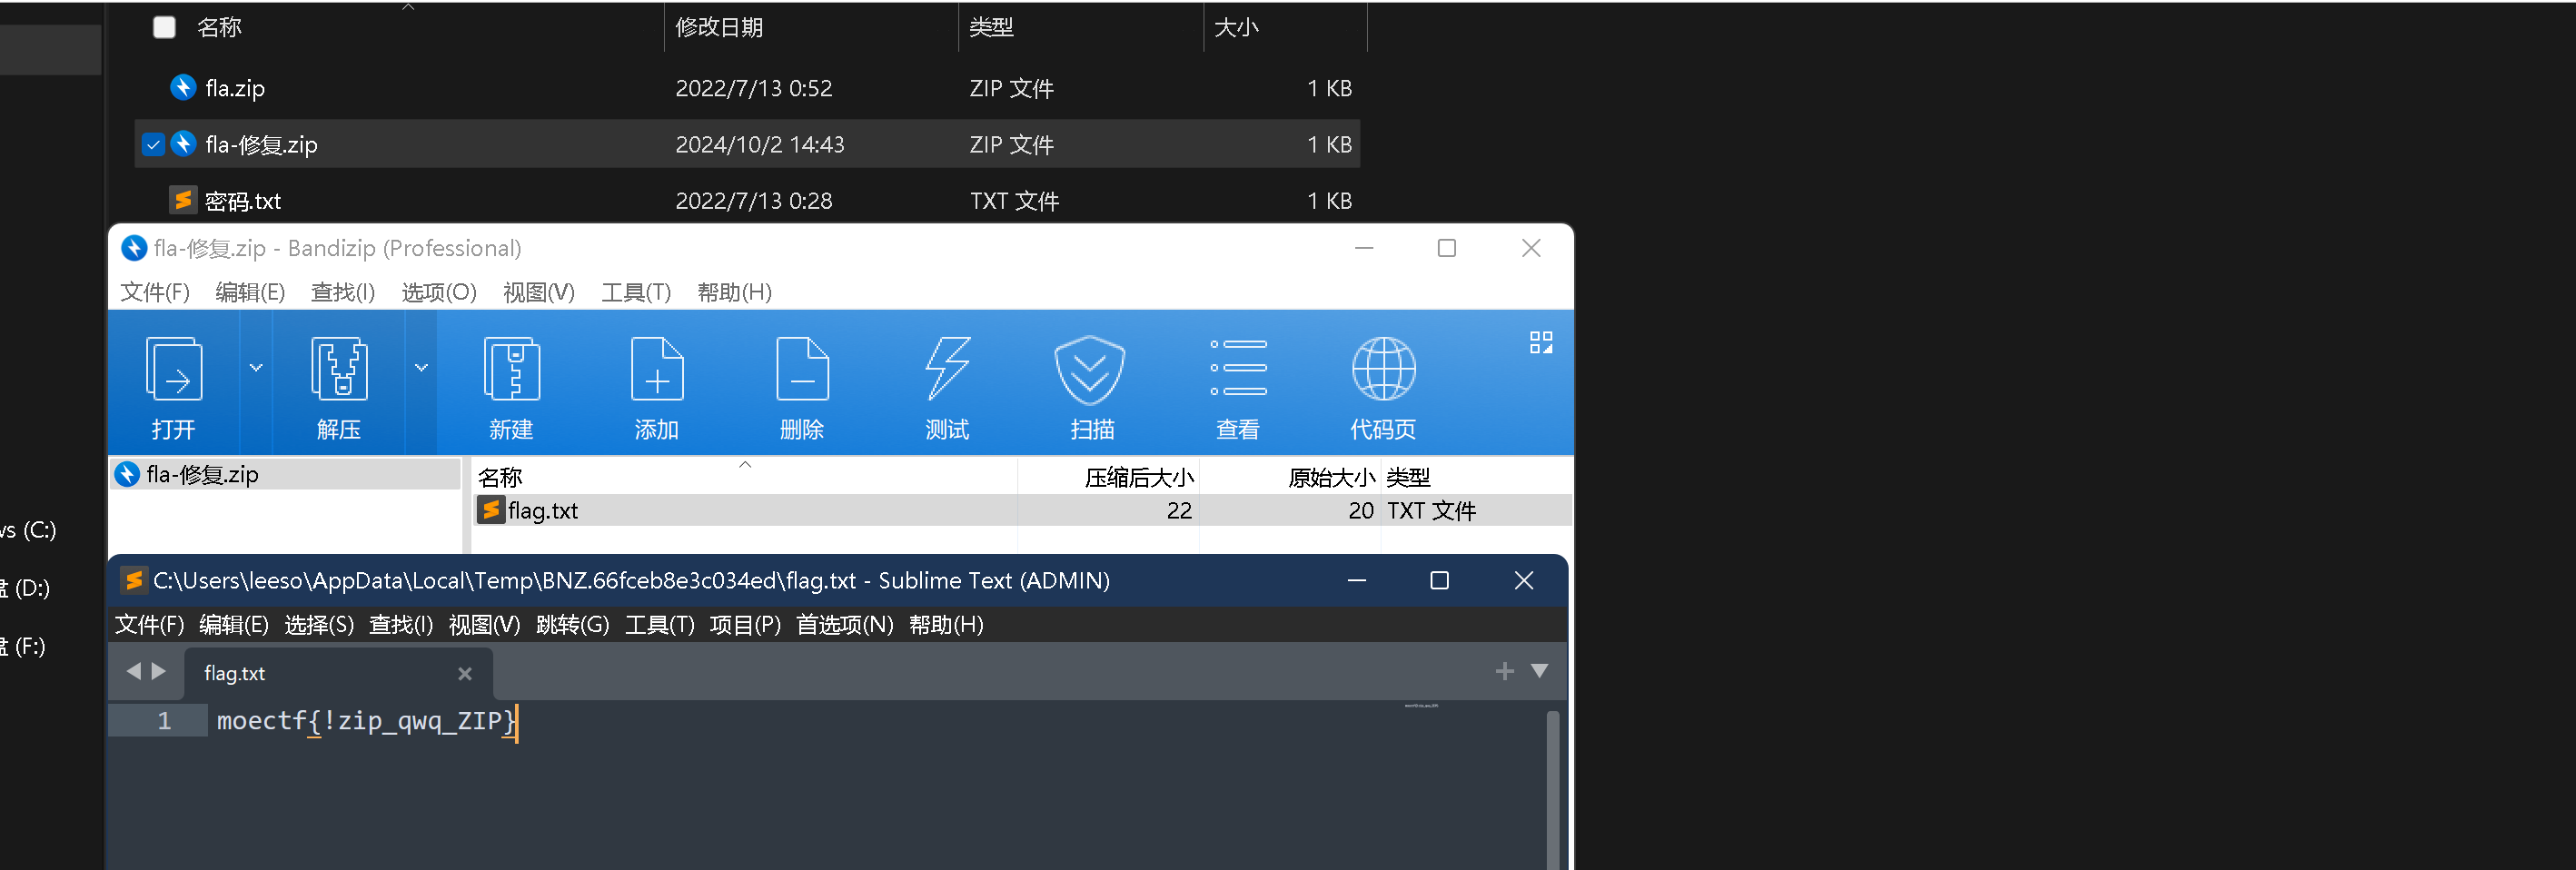 名称 修改日期 类型 大小
fla.zip 2022/7/13 0:52 ZIP 文件 1 KB
fla-修复.zip 2024/10/2 14:43 ZIP 文件 1 KB
密码.txt 2022/7/13 0:28 TXT 文件 1 KB
fla-修复.zip - Bandizip (Professional)
文件(F) 编辑(E) 查找(I) 选项(O) 视图(V) 工具(T) 帮助(H)
打开 解压 新建 添加 删除 测试 扫描 查看 代码页
fla-修复.zip 名称 压缩后大小 原始大小 类型
flag.txt 22 20 TXT 文件
ws (C:)
C:\Users\leeso\AppData\Local\Temp\BNZ.66fceb8e3c034ed\flag.txt - Sublime Text (ADMIN)
盘 (D:)
文件(F) 编辑(E) 选择(S) 查找(I) 视图(V) 跳转(G) 工具(T) 项目(P) 首选项(N) 帮助(H)
盘 (F:)
flag.txt
1 moectf{!zip_qwq_ZIP}